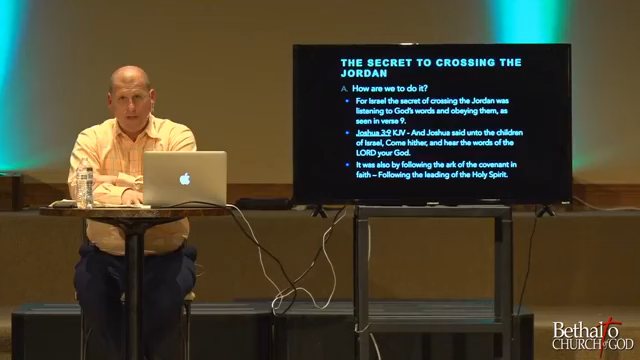 THE SECRET TO CROSSING THE
JORDAN
A. How are we to do it?
• For Israel the secret of crossing the Jordan was
listening to God's words and obeying them, as
seen in verse 9.
• Joshua 3:9 KJV - And Joshua said unto the children
of Israel, Come hither, and hear the words of the
LORD your God.
• It was also by following the ark of the covenant in
faith – Following the leading of the Holy Spirit.
Bethalto
CHURCH of GOD